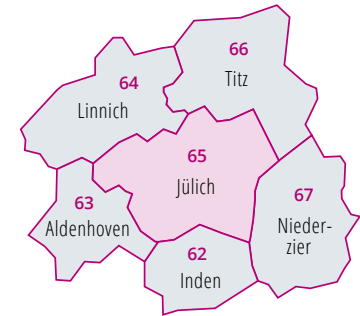 66
Titz
64
Linnich
65
Jülich
67
Nieder-
zier
63
Aldenhoven
62
Inden